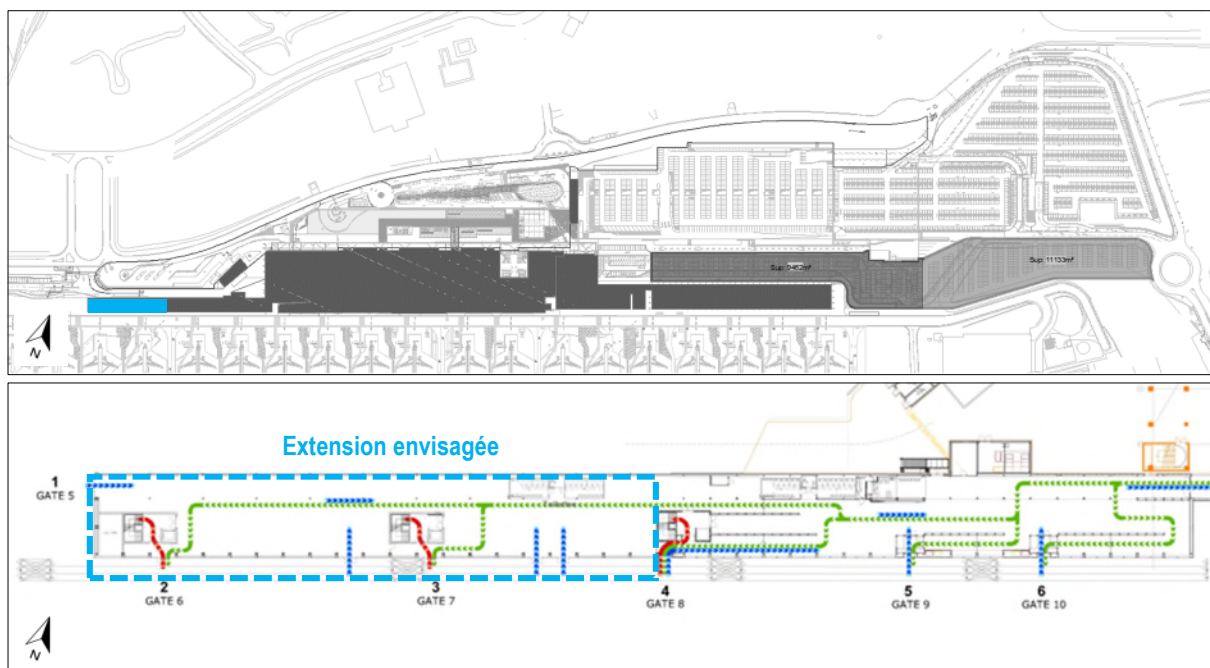 Sup: 9462m²
Sup: 11133m²
N
Extension envisagée
1
GATE 5
2
GATE 6
3
GATE 7
4
GATE 8
5
GATE 9
6
GATE 10
N